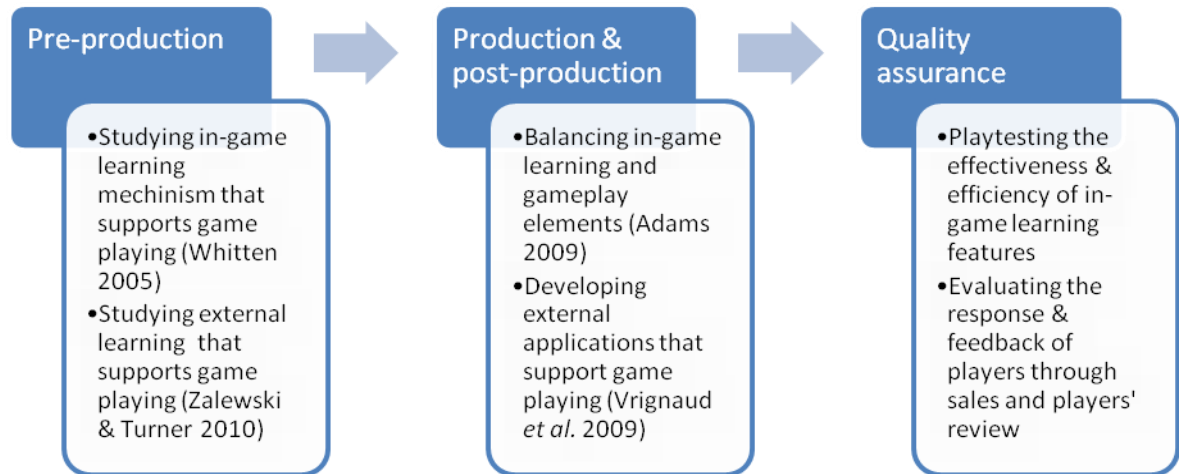 Pre-production
•Studying in-game
learning
mechinism that
supports game
playing (Whitten
2005)
•Studying external
learning that
supports game
playing (Zalewski
& Turner 2010)
Production &
post-production
•Balancing in-game
learning and
gameplay
elements (Adams
2009)
•Developing
external
applications that
support game
playing (Vrignaud
et al. 2009)
Quality
assurance
•Playtesting the
effectiveness &
efficiency of in-
game learning
features
•Evaluating the
response &
feedback of
players through
sales and players'
review